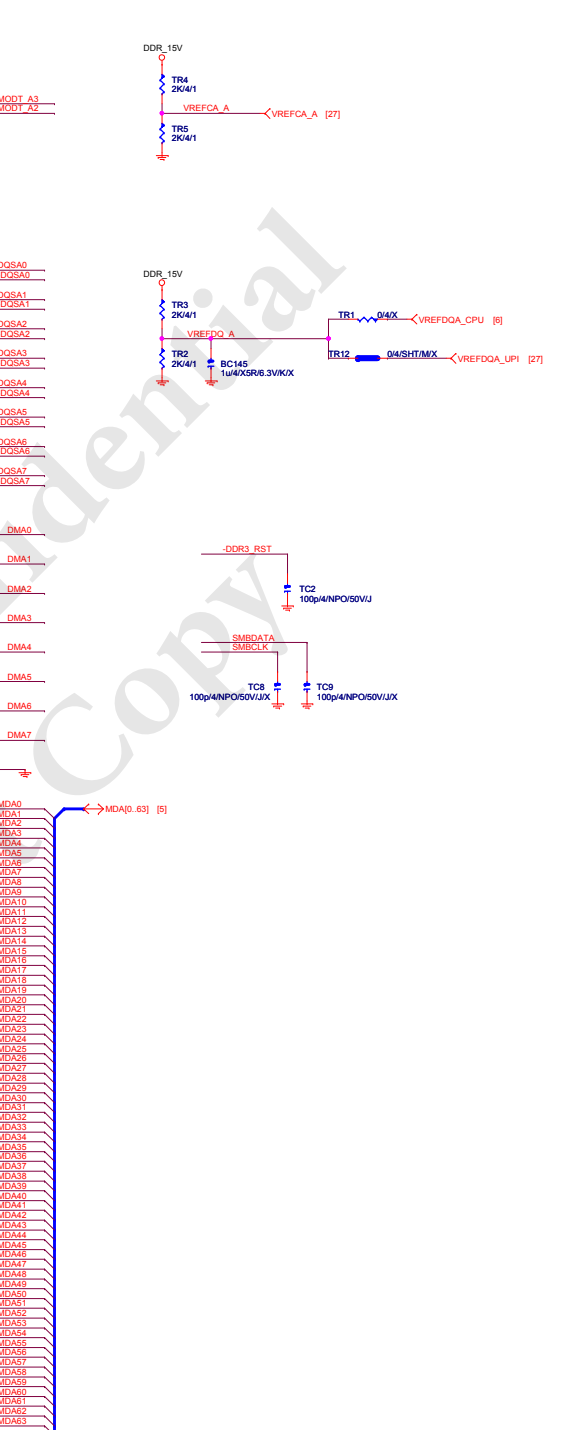 DDR_15V
TR4
2K/4/1
MODT_A3
MODT_A2
VREFCA_A
VREFCA_A [27]
TR5
2K/4/1
DQSA0
DQSA0
DDR_15V
DQSA1
DQSA1
TR3
2K/4/1
TR1
0/4/X
VREFDQA_CPU [6]
DQSA2
DQSA2
VREFDQ_A
DQSA3
DQSA3
TR2
2K/4/1
BC145
1u/4/X5R/6.3V/K/X
TR12
0/4/SHT/M/X
VREFDQA_UPI [27]
DQSA4
DQSA4
DQSA5
DQSA5
DQSA6
DQSA6
DQSA7
DQSA7
DMA0
-DDR3_RST
DMA1
DMA2
TC2
100p/4/NPO/50V/J
DMA3
SMBDATA
SMBCLK
DMA4
DMA5
TC8
100p/4/NPO/50V/J/X
TC9
100p/4/NPO/50V/J/X
DMA6
DMA7
MDA0
MDA[0..63] [5]
MDA1
MDA2
MDA3
MDA4
MDA5
MDA6
MDA7
MDA8
MDA9
MDA10
MDA11
MDA12
MDA13
MDA14
MDA15
MDA16
MDA17
MDA18
MDA19
MDA20
MDA21
MDA22
MDA23
MDA24
MDA25
MDA26
MDA27
MDA28
MDA29
MDA30
MDA31
MDA32
MDA33
MDA34
MDA35
MDA36
MDA37
MDA38
MDA39
MDA40
MDA41
MDA42
MDA43
MDA44
MDA45
MDA46
MDA47
MDA48
MDA49
MDA50
MDA51
MDA52
MDA53
MDA54
MDA55
MDA56
MDA57
MDA58
MDA59
MDA60
MDA61
MDA62
MDA63
nfidential
Copy